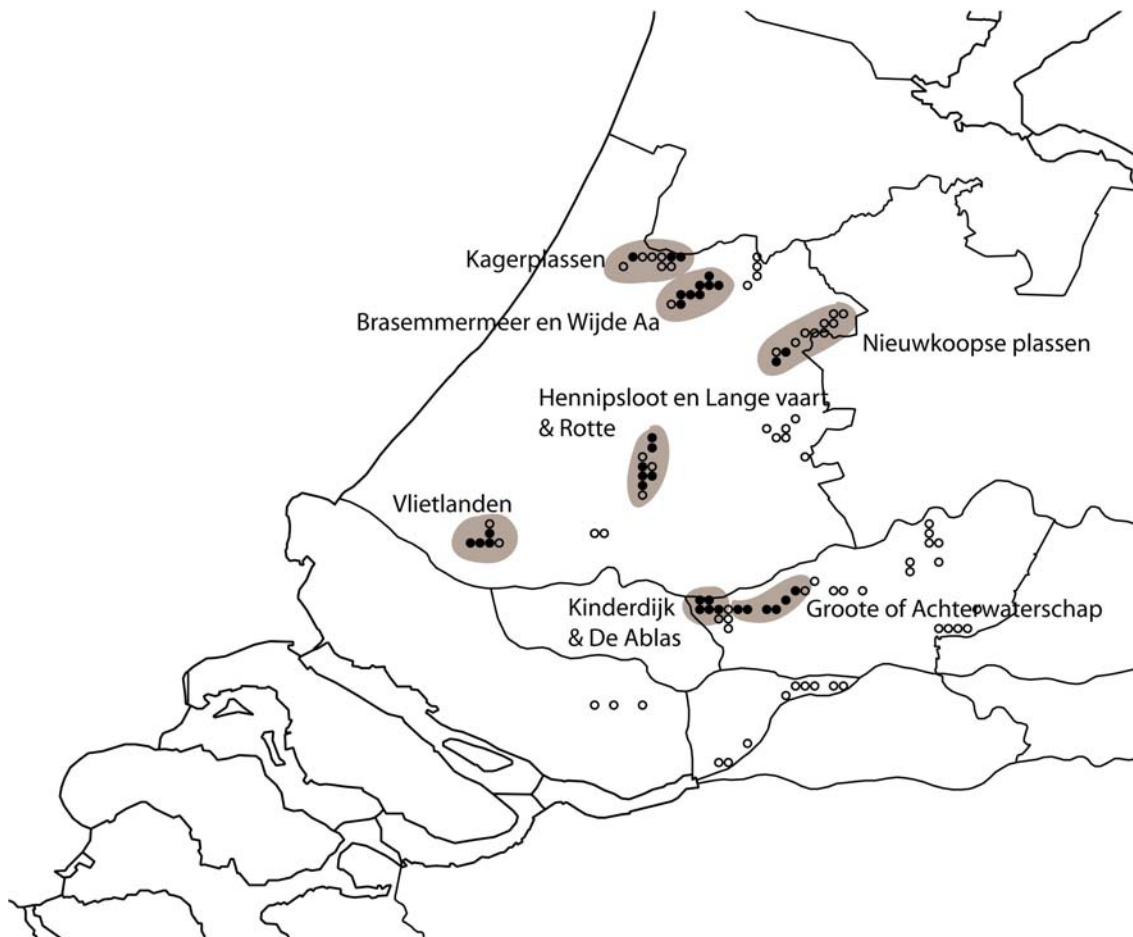 Kagerplassen
Brasemmermeer en Wijde Aa
Nieuwkoopse plassen
Hennipsloot en Lange vaart
& Rotte
Vlietlanden
Kinderdijk
& De Ablas
Groote of Achterwaterschap